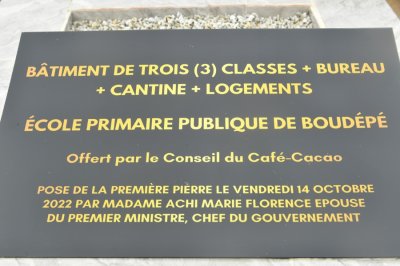 BÂTIMENT DE TROIS (3) CLASSES + BUREAU
+ CANTINE + LOGEMENTS
ÉCOLE PRIMAIRE PUBLIQUE DE BOUDÉPÉ
Offert par le Conseil du Café-Cacao
POSE DE LA PREMIÈRE PIERRE LE VENDREDI 14 OCTOBRE
2022 PAR MADAME ACHI MARIE FLORENCE EPOUSE
DU PREMIER MINISTRE, CHEF DU GOUVERNEMENT